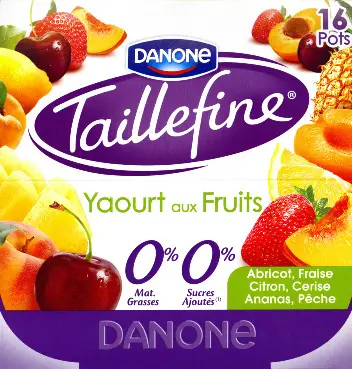 16
Pots
DANONE
Taillefine®
Yaourt aux Fruits
0% 0%
Mat.
Grasses
Sucres
Ajoutés(1)
Abricot, Fraise
Citron, Cerise
Ananas, Pêche
DANONE